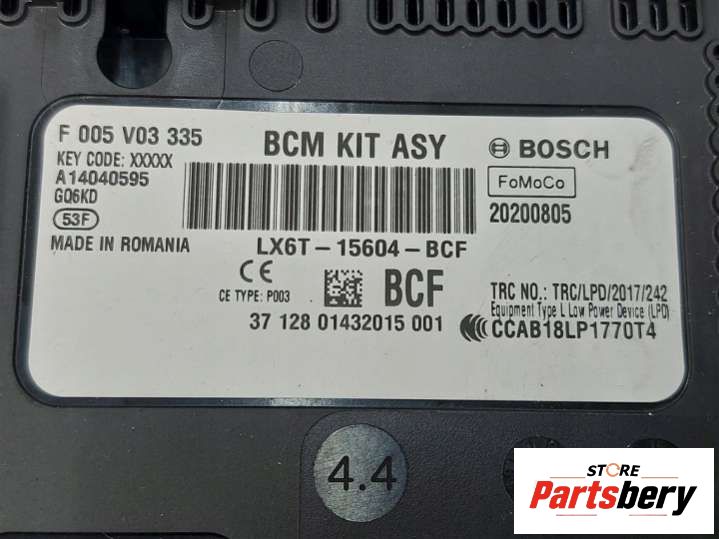 F 005 V03 335
BCM KIT ASY
BOSCH
KEY CODE: XXXXX
A14040595
GQ6KD
53F
FoMoCo
20200805
MADE IN ROMANIA
LX6T-15604-BCF
CE
CE TYPE: P003
BCF
TRC NO.: TRC/LPD/2017/242
Equipment Type L Low Power Device (LPD)
37 128 01432015 001
CCAB18LP1770T4
4.4
STORE
Partsbery